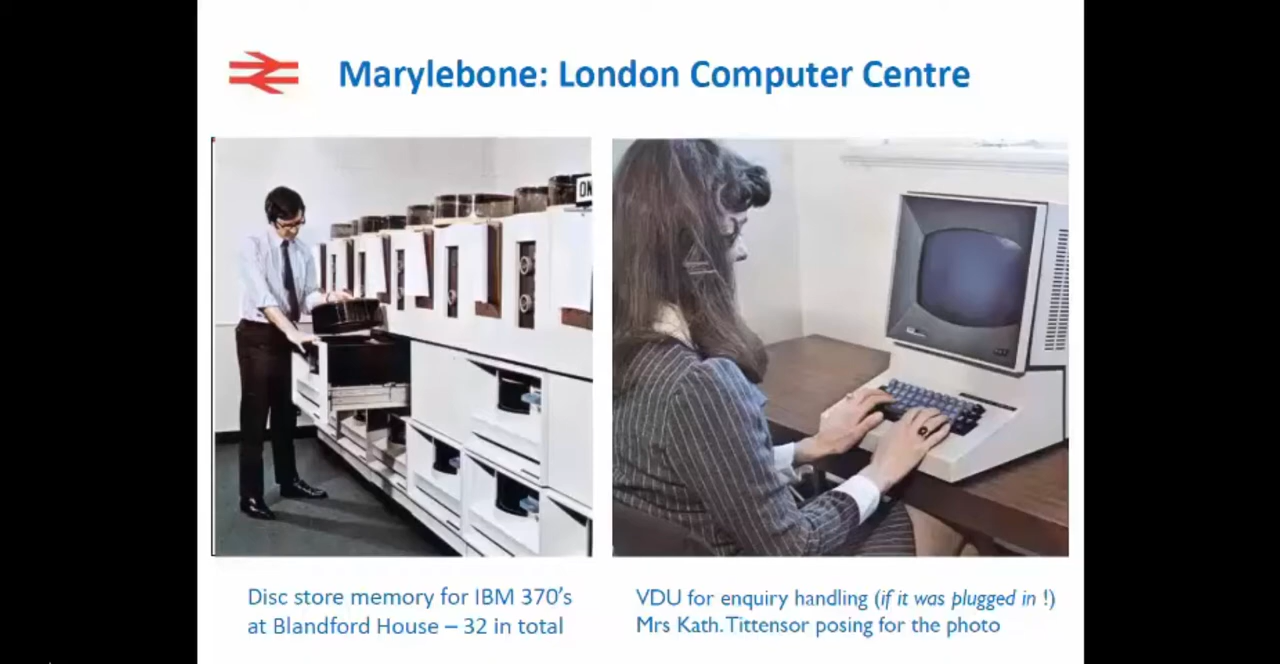 Marylebone: London Computer Centre
ON
Disc store memory for IBM 370's
at Blandford House – 32 in total
VDU for enquiry handling (if it was plugged in !)
Mrs Kath.Tittensor posing for the photo